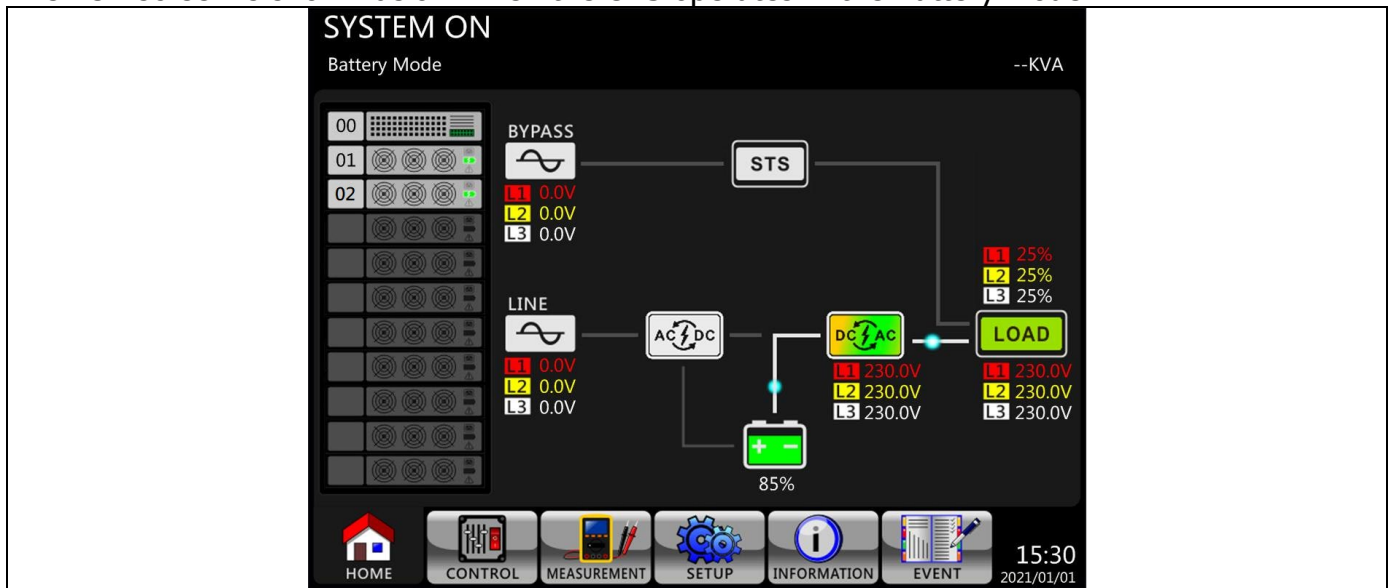 SYSTEM ON
Battery Mode
--KVA
00
01
02
BYPASS
L1 0.0V
L2 0.0V
L3 0.0V
STS
L1 25%
L2 25%
L3 25%
LINE
AC DC
DC AC
LOAD
L1 0.0V
L2 0.0V
L3 0.0V
L1 230.0V
L2 230.0V
L3 230.0V
L1 230.0V
L2 230.0V
L3 230.0V
+ -
85%
HOME
CONTROL
MEASUREMENT
SETUP
INFORMATION
EVENT
15:30
2021/01/01